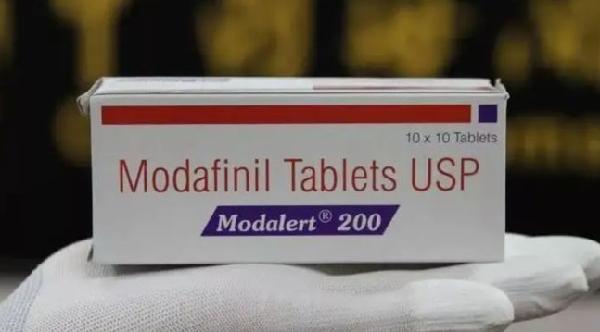 10 x 10 Tablets
Modafinil Tablets USP
Modalert® 200